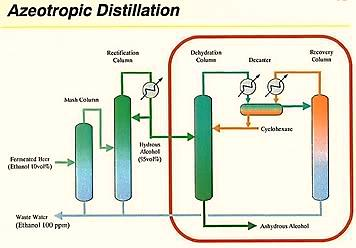 Azeotropic Distillation
Rectification
Column
Dehydration
Column
Decanter
Recovery
Column
Mash Column
Hydrous
Alcohol
(95vol%)
Cyclohexane
Fermented Beer
(Ethanol 10vol%)
Waste Water
(Ethanol 100 ppm)
Anhydrous Alcohol